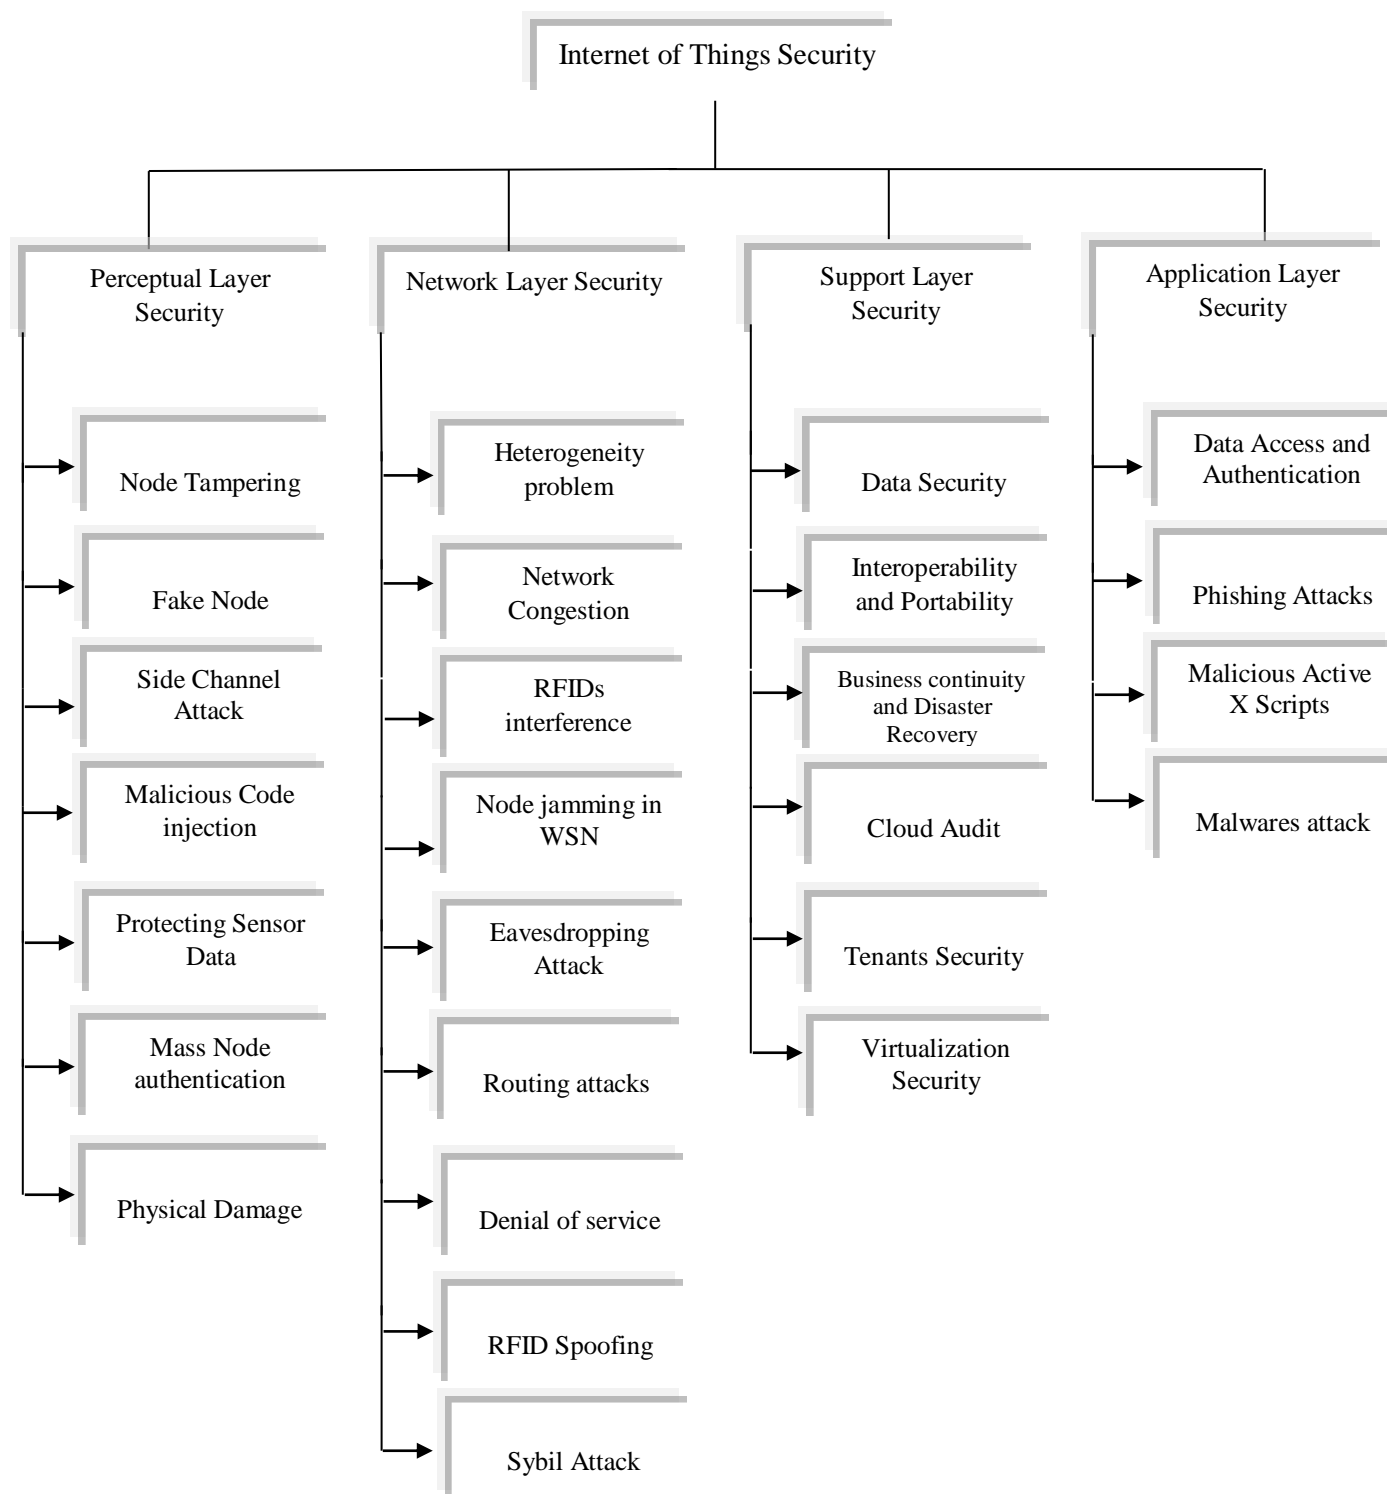 Internet of Things Security
Perceptual Layer
Security
Node Tampering
Fake Node
Side Channel
Attack
Malicious Code
injection
Protecting Sensor
Data
Mass Node
authentication
Physical Damage
Network Layer Security
Heterogeneity
problem
Network
Congestion
RFIDs
interference
Node jamming in
WSN
Eavesdropping
Attack
Routing attacks
Denial of service
RFID Spoofing
Sybil Attack
Support Layer
Security
Data Security
Interoperability
and Portability
Business continuity
and Disaster
Recovery
Cloud Audit
Tenants Security
Virtualization
Security
Application Layer
Security
Data Access and
Authentication
Phishing Attacks
Malicious Active
X Scripts
Malwares attack